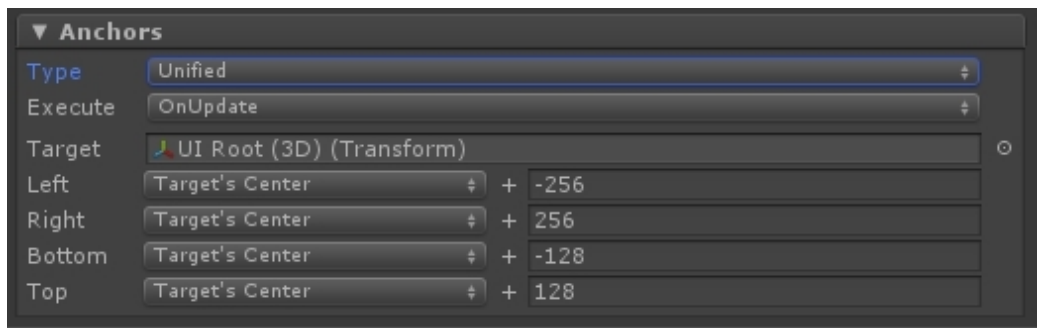 ▼ Anchors
Type Unified
Execute OnUpdate
Target UI Root (3D) (Transform)
Left Target's Center + -256
Right Target's Center + 256
Bottom Target's Center + -128
Top Target's Center + 128